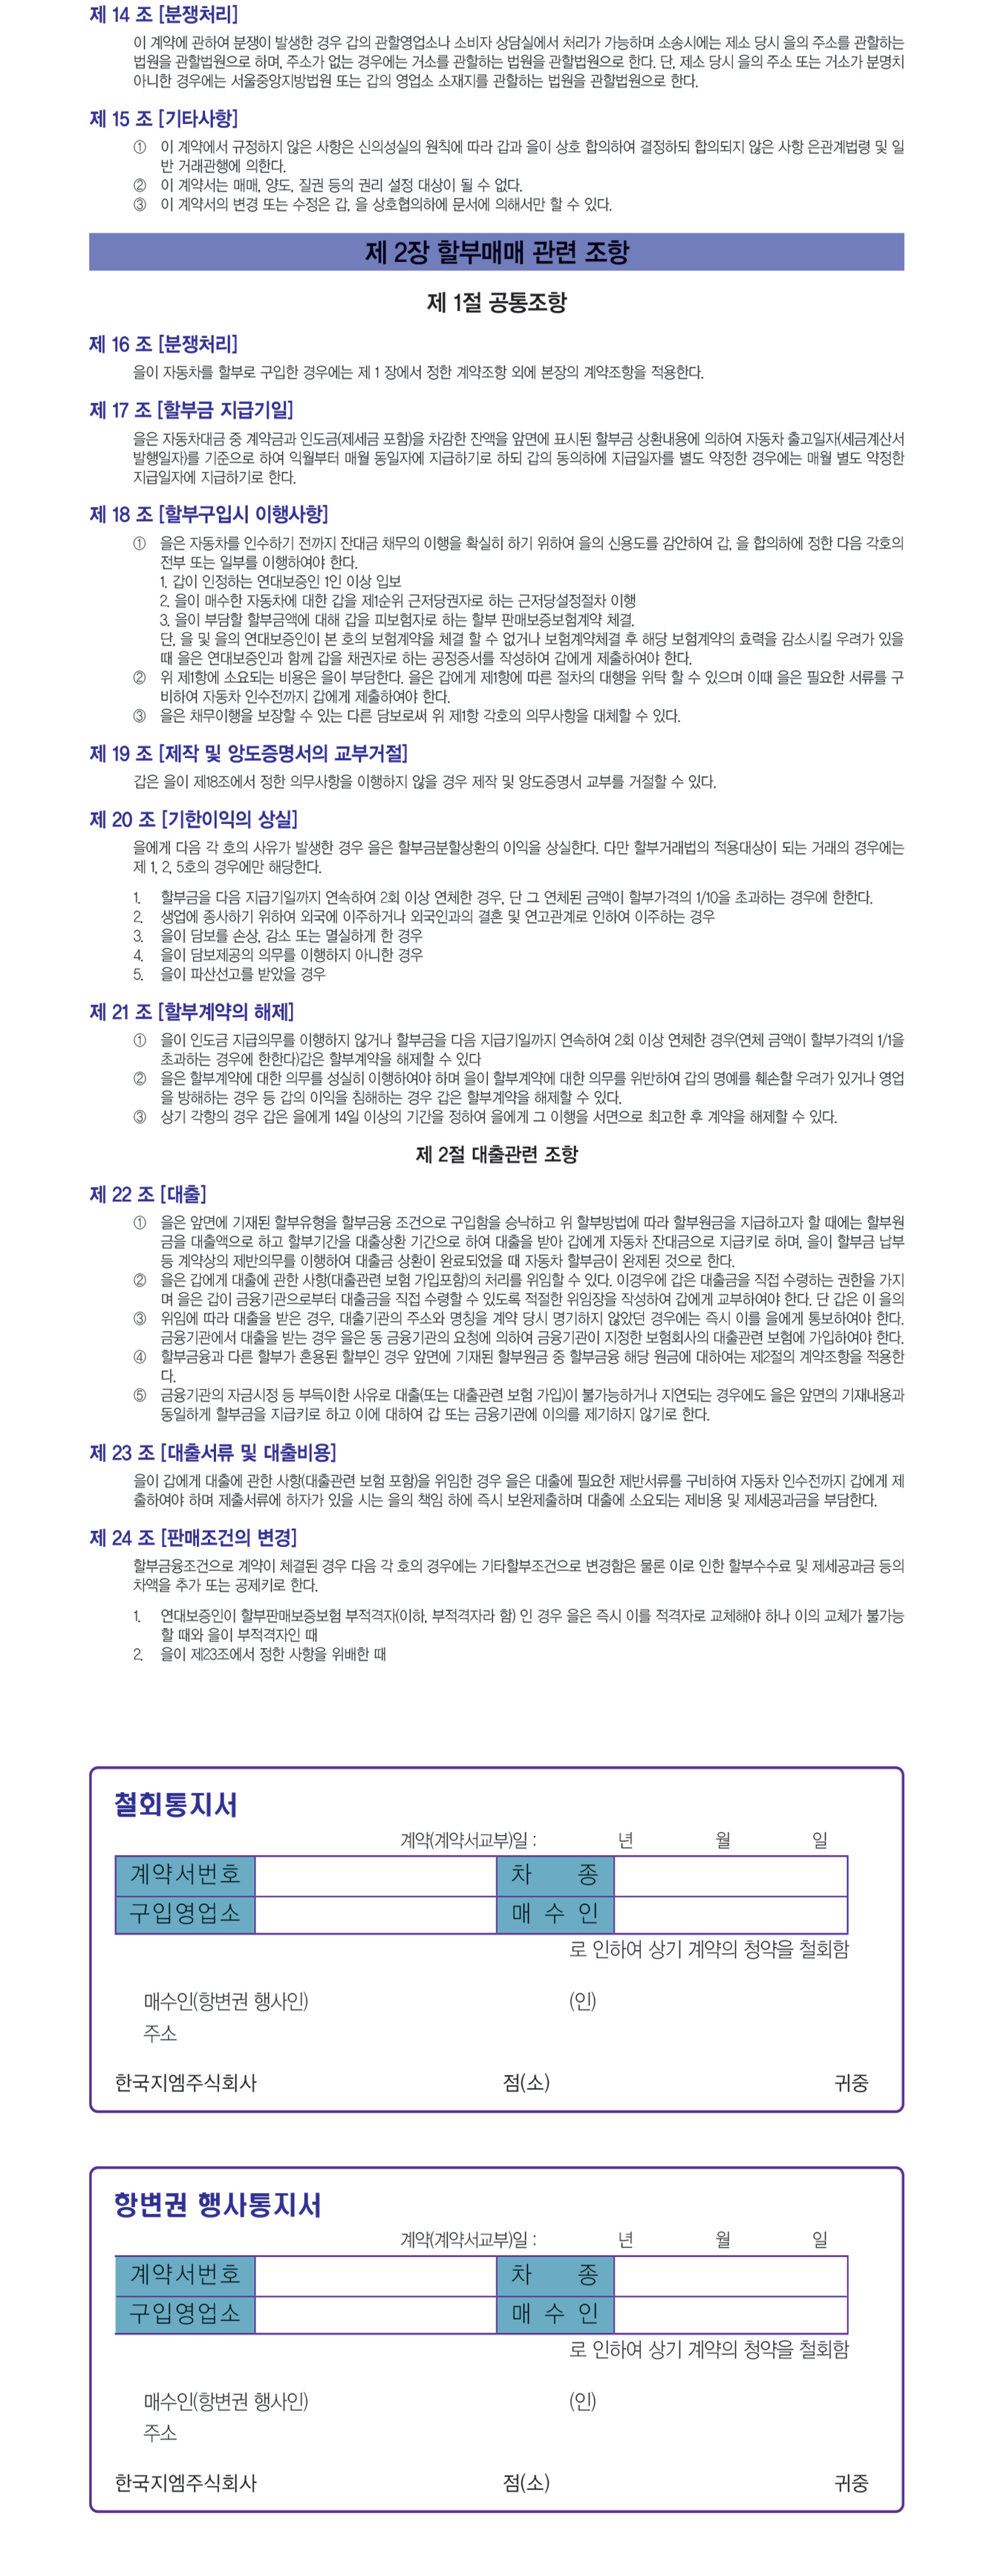 제 14 조 [분쟁처리]
이 계약에 관하여 분쟁이 발생한 경우 갑의 관할영업소나 소비자 상담실에서 처리가 가능하며 소송시에는 제소 당시 을의 주소를 관할하는
법원을 관할법원으로 하며, 주소가 없는 경우에는 거소를 관할하는 법원을 관할법원으로 한다. 단, 제소 당시 을의 주소 또는 거소가 분명치
아니한 경우에는 서울중앙지방법원 또는 갑의 영업소 소재지를 관할하는 법원을 관할법원으로 한다.
제 15 조 [기타사항]
① 이 계약에서 규정하지 않은 사항은 신의성실의 원칙에 따라 갑과 을이 상호 합의하여 결정하되 합의되지 않은 사항 은관계법령 및 일
반 거래관행에 의한다.
② 이 계약서는 매매, 양도, 질권 등의 권리 설정 대상이 될 수 없다.
③ 이 계약서의 변경 또는 수정은 갑, 을 상호협의하에 문서에 의해서만 할 수 있다.
제 2장 할부매매 관련 조항
제 1절 공통조항
제 16 조 [분쟁처리]
을이 자동차를 할부로 구입한 경우에는 제 1 장에서 정한 계약조항 외에 본장의 계약조항을 적용한다.
제 17 조 [할부금 지급기일]
을은 자동차대금 중 계약금과 인도금(제세금 포함)을 차감한 잔액을 앞면에 표시된 할부금 상환내용에 의하여 자동차 출고일자(세금계산서
발행일자)를 기준으로 하여 익월부터 매월 동일자에 지급하기로 하되 갑의 동의하에 지급일자를 별도 약정한 경우에는 매월 별도 약정한
지급일자에 지급하기로 한다.
제 18 조 [할부구입시 이행사항]
① 을은 자동차를 인수하기 전까지 잔대금 채무의 이행을 확실히 하기 위하여 을의 신용도를 감안하여 갑, 을 합의하에 정한 다음 각호의
전부 또는 일부를 이행하여야 한다.
1. 갑이 인정하는 연대보증인 1인 이상 입보
2. 을이 매수한 자동차에 대한 갑을 제1순위 근저당권자로 하는 근저당설정절차 이행
3. 을이 부담할 할부금액에 대해 갑을 피보험자로 하는 할부 판매보증보험계약 체결.
단, 을 및 을의 연대보증인이 본 호의 보험계약을 체결 할 수 없거나 보험계약체결 후 해당 보험계약의 효력을 감소시킬 우려가 있을
때 을은 연대보증인과 함께 갑을 채권자로 하는 공정증서를 작성하여 갑에게 제출하여야 한다.
② 위 제1항에 소요되는 비용은 을이 부담한다. 을은 갑에게 제1항에 따른 절차의 대행을 위탁 할 수 있으며 이때 을은 필요한 서류를 구
비하여 자동차 인수전까지 갑에게 제출하여야 한다.
③ 을은 채무이행을 보장할 수 있는 다른 담보로써 위 제1항 각호의 의무사항을 대체할 수 있다.
제 19 조 [제작 및 앙도증명서의 교부거절]
갑은 을이 제18조에서 정한 의무사항을 이행하지 않을 경우 제작 및 앙도증명서 교부를 거절할 수 있다.
제 20 조 [기한이익의 상실]
을에게 다음 각 호의 사유가 발생한 경우 을은 할부금분할상환의 이익을 상실한다. 다만 할부거래법의 적용대상이 되는 거래의 경우에는
제 1, 2, 5호의 경우에만 해당한다.
1. 할부금을 다음 지급기일까지 연속하여 2회 이상 연체한 경우, 단 그 연체된 금액이 할부가격의 1/10을 초과하는 경우에 한한다.
2. 생업에 종사하기 위하여 외국에 이주하거나 외국인과의 결혼 및 연고관계로 인하여 이주하는 경우
3. 을이 담보를 손상, 감소 또는 멸실하게 한 경우
4. 을이 담보제공의 의무를 이행하지 아니한 경우
5. 을이 파산선고를 받았을 경우
제 21 조 [할부계약의 해제]
① 을이 인도금 지급의무를 이행하지 않거나 할부금을 다음 지급기일까지 연속하여 2회 이상 연체한 경우(연체 금액이 할부가격의 1/1을
초과하는 경우에 한한다)갑은 할부계약을 해제할 수 있다
② 을은 할부계약에 대한 의무를 성실히 이행하여야 하며 을이 할부계약에 대한 의무를 위반하여 갑의 명예를 훼손할 우려가 있거나 영업
을 방해하는 경우 등 갑의 이익을 침해하는 경우 갑은 할부계약을 해제할 수 있다.
③ 상기 각항의 경우 갑은 을에게 14일 이상의 기간을 정하여 을에게 그 이행을 서면으로 최고한 후 계약을 해제할 수 있다.
제 2절 대출관련 조항
제 22 조 [대출]
① 을은 앞면에 기재된 할부유형을 할부금융 조건으로 구입함을 승낙하고 위 할부방법에 따라 할부원금을 지급하고자 할 때에는 할부원
금을 대출액으로 하고 할부기간을 대출상환 기간으로 하여 대출을 받아 갑에게 자동차 잔대금으로 지급키로 하며, 을이 할부금 납부
등 계약상의 제반의무를 이행하여 대출금 상환이 완료되었을 때 자동차 할부금이 완제된 것으로 한다.
② 을은 갑에게 대출에 관한 사항(대출관련 보험 가입포함)의 처리를 위임할 수 있다. 이경우에 갑은 대출금을 직접 수령하는 권한을 가지
며 을은 갑이 금융기관으로부터 대출금을 직접 수령할 수 있도록 적절한 위임장을 작성하여 갑에게 교부하여야 한다. 단 갑은 이 을의
③ 위임에 따라 대출을 받은 경우, 대출기관의 주소와 명칭을 계약 당시 명기하지 않았던 경우에는 즉시 이를 을에게 통보하여야 한다.
금융기관에서 대출을 받는 경우 을은 동 금융기관의 요청에 의하여 금융기관이 지정한 보험회사의 대출관련 보험에 가입하여야 한다.
④ 할부금융과 다른 할부가 혼용된 할부인 경우 앞면에 기재된 할부원금 중 할부금융 해당 원금에 대하여는 제2절의 계약조항을 적용한
다.
⑤ 금융기관의 자금시정 등 부득이한 사유로 대출(또는 대출관련 보험 가입)이 불가능하거나 지연되는 경우에도 을은 앞면의 기재내용과
동일하게 할부금을 지급키로 하고 이에 대하여 갑 또는 금융기관에 이의를 제기하지 않기로 한다.
제 23 조 [대출서류 및 대출비용]
을이 갑에게 대출에 관한 사항(대출관련 보험 포함)을 위임한 경우 을은 대출에 필요한 제반서류를 구비하여 자동차 인수전까지 갑에게 제
출하여야 하며 제출서류에 하자가 있을 시는 을의 책임 하에 즉시 보완제출하며 대출에 소요되는 제비용 및 제세공과금을 부담한다.
제 24 조 [판매조건의 변경]
할부금융조건으로 계약이 체결된 경우 다음 각 호의 경우에는 기타할부조건으로 변경함은 물론 이로 인한 할부수수료 및 제세공과금 등의
차액을 추가 또는 공제키로 한다.
1. 연대보증인이 할부판매보증보험 부적격자(이하, 부적격자라 함) 인 경우 을은 즉시 이를 적격자로 교체해야 하나 이의 교체가 불가능
할 때와 을이 부적격자인 때
2. 을이 제23조에서 정한 사항을 위배한 때
철회통지서
계약(계약서교부)일 : 년 월 일
계약서번호 차 종
구입영업소 매 수 인
로 인하여 상기 계약의 청약을 철회함
매수인(항변권 행사인) (인)
주소
한국지엠주식회사 점(소) 귀중
항변권 행사통지서
계약(계약서교부)일 : 년 월 일
계약서번호 차 종
구입영업소 매 수 인
로 인하여 상기 계약의 청약을 철회함
매수인(항변권 행사인) (인)
주소
한국지엠주식회사 점(소) 귀중